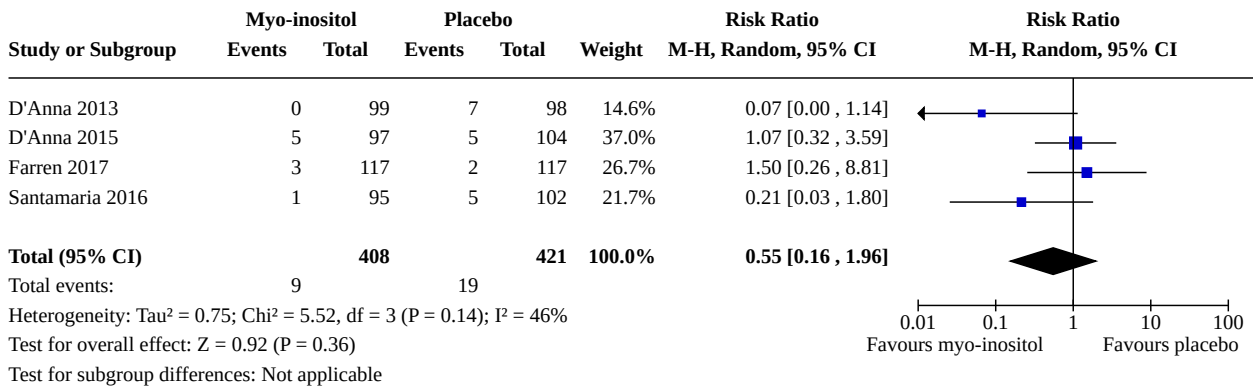 Myo-inositol Placebo Risk Ratio Risk Ratio
Study or Subgroup Events Total Events Total Weight M-H, Random, 95% CI M-H, Random, 95% CI
D'Anna 2013 0 99 7 98 14.6% 0.07 [0.00 , 1.14]
D'Anna 2015 5 97 5 104 37.0% 1.07 [0.32 , 3.59]
Farren 2017 3 117 2 117 26.7% 1.50 [0.26 , 8.81]
Santamaria 2016 1 95 5 102 21.7% 0.21 [0.03 , 1.80]
Total (95% CI) 408 421 100.0% 0.55 [0.16 , 1.96]
Total events: 9 19
Heterogeneity: Tau² = 0.75; Chi² = 5.52, df = 3 (P = 0.14); I² = 46%
Test for overall effect: Z = 0.92 (P = 0.36)
Test for subgroup differences: Not applicable
0.01 0.1 1 10 100
Favours myo-inositol Favours placebo